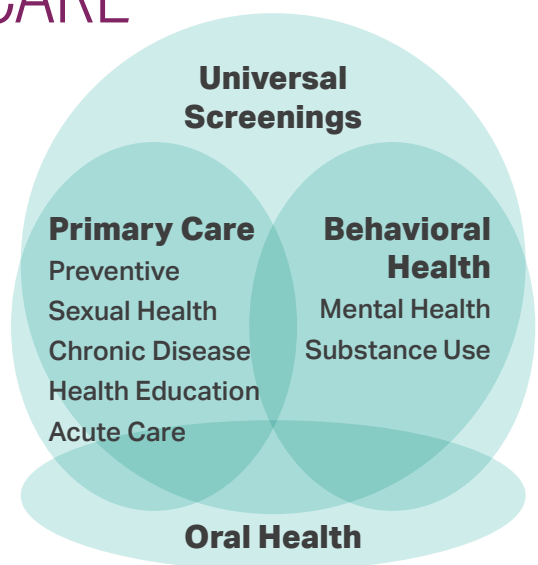 CARE
Universal
Screenings
Primary Care
Preventive
Sexual Health
Chronic Disease
Health Education
Acute Care
Behavioral
Health
Mental Health
Substance Use
Oral Health